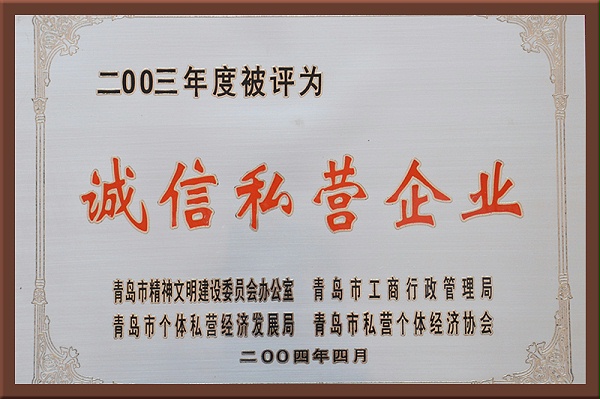 二00三年度被评为
诚信私营企业
青岛市精神文明建设委员会办公室 青岛市工商行政管理局
青岛市个体私营经济发展局 青岛市私营个体经济协会
二00四年四月